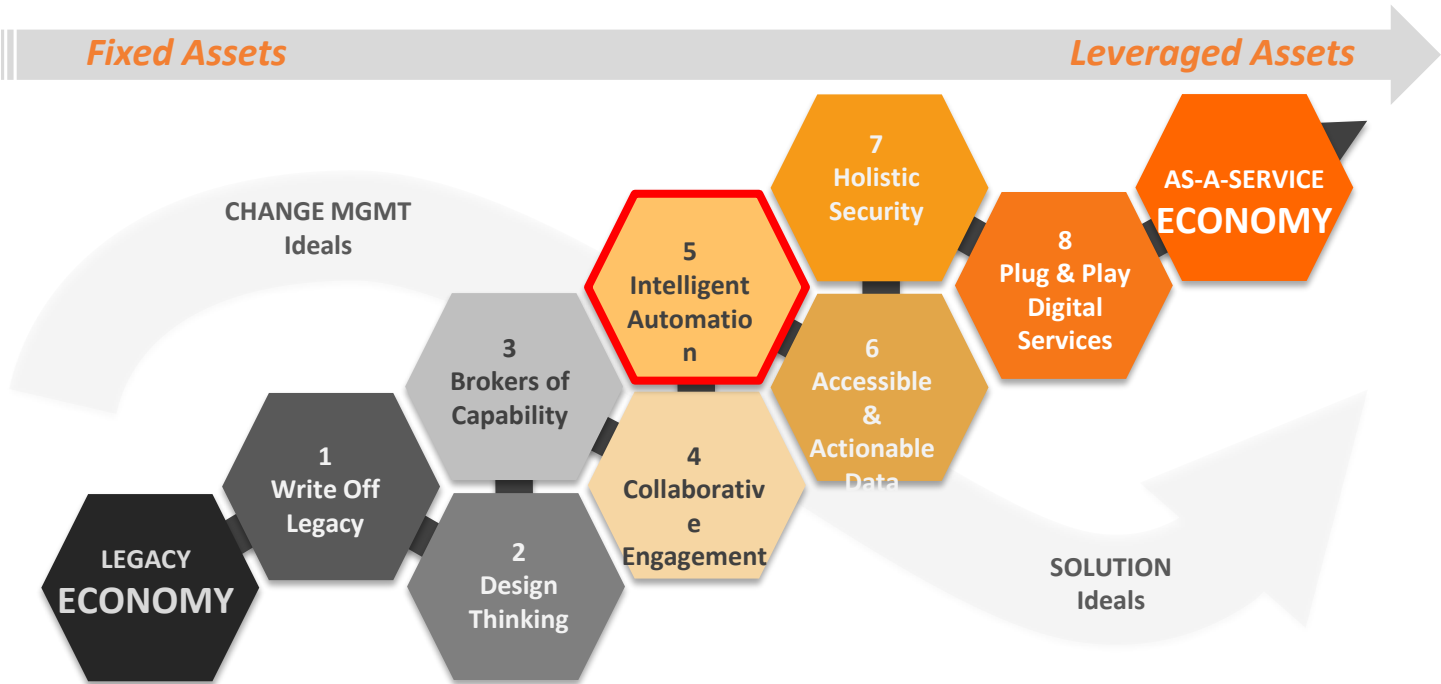 Fixed Assets
Leveraged Assets
CHANGE MGMT
Ideals
LEGACY
ECONOMY
1
Write Off
Legacy
2
Design
Thinking
3
Brokers of
Capability
4
Collaborativ
e
Engagement
5
Intelligent
Automatio
n
6
Accessible
&
Actionable
Data
7
Holistic
Security
8
Plug & Play
Digital
Services
AS-A-SERVICE
ECONOMY
SOLUTION
Ideals